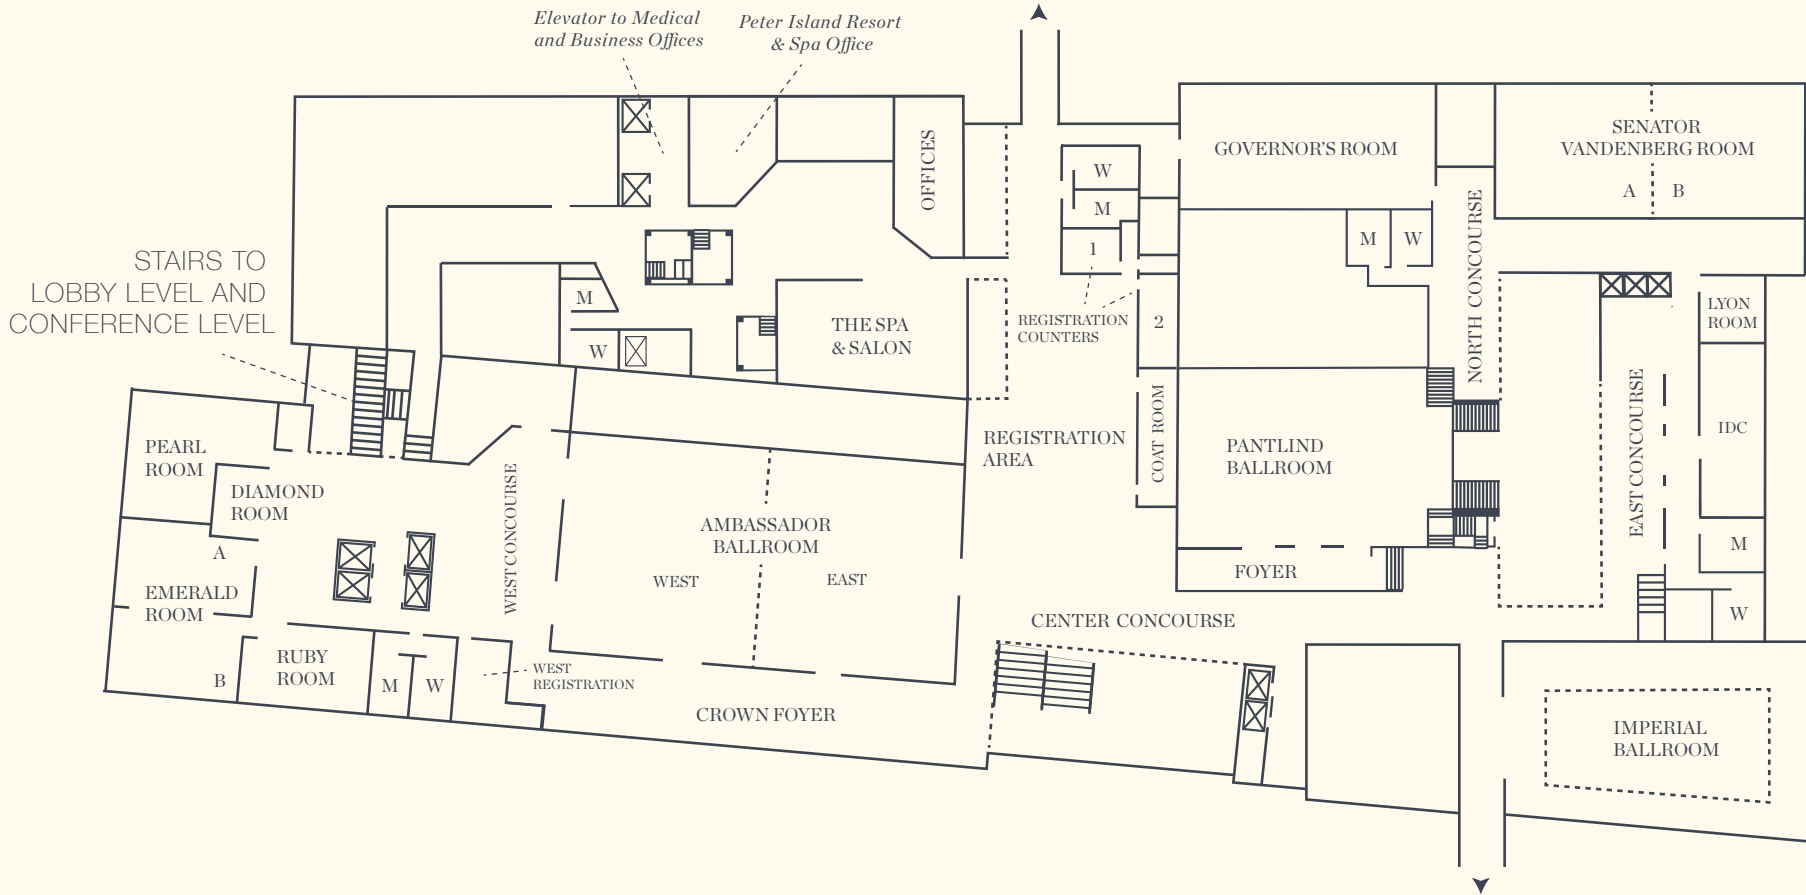 Elevator to Medical
and Business Offices
Peter Island Resort
& Spa Office
OFFICES
W
M
1
GOVERNOR'S ROOM
SENATOR
VANDENBERG ROOM
A
B
M
W
NORTH CONCOURSE
STAIRS TO
LOBBY LEVEL AND
CONFERENCE LEVEL
M
W
THE SPA
& SALON
REGISTRATION
COUNTERS
2
LYON
ROOM
IDC
EAST CONCOURSE
M
W
REGISTRATION
AREA
COAT ROOM
PANTLIND
BALLROOM
FOYER
PEARL
ROOM
DIAMOND
ROOM
A
EMERALD
ROOM
B
RUBY
ROOM
M
W
WEST CONCOURSE
WEST
REGISTRATION
AMBASSADOR
BALLROOM
WEST
EAST
CROWN FOYER
CENTER CONCOURSE
IMPERIAL
BALLROOM